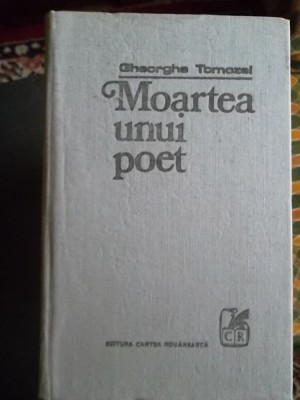 Gheorghe Tomozei
Moartea
unui
poet
CR
EDITURA CARTEA ROMÂNEASCĂ